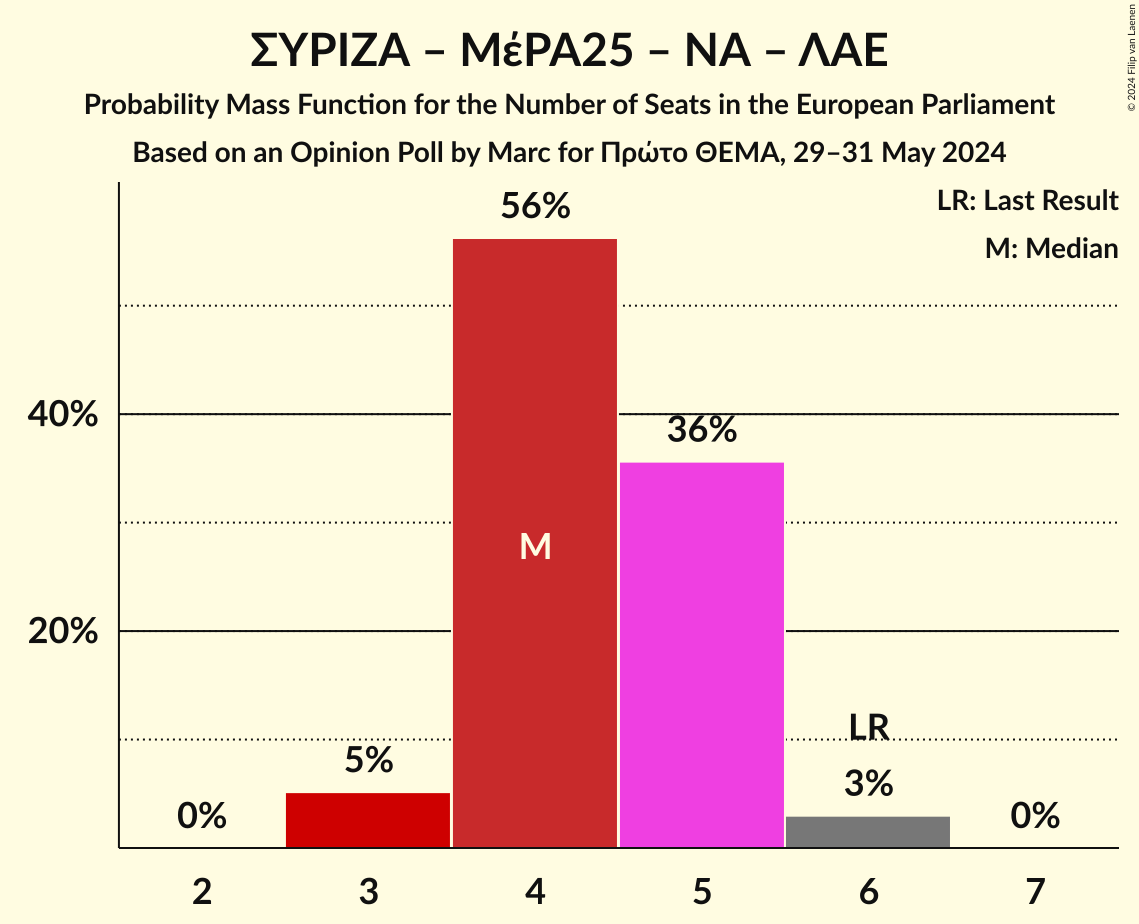 ΣΥΡΙΖΑ – ΜέΡΑ25 – ΝΑ – ΛΑΕ
Probability Mass Function for the Number of Seats in the European Parliament
Based on an Opinion Poll by Marc for Πρώτο ΘΕΜΑ, 29–31 May 2024
© 2024 Filip van Laenen
LR: Last Result
M: Median
56%
40%
36%
M
20%
LR
5%
3%
0%
0%
2 3 4 5 6 7